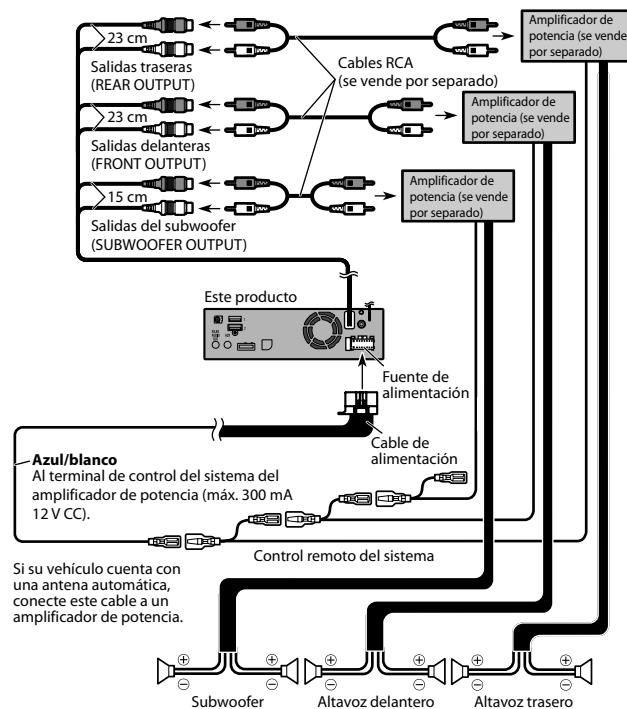 23 cm
Salidas traseras
(REAR OUTPUT)
Cables RCA
(se vende por separado)
Amplificador de
potencia (se vende
por separado)
23 cm
Salidas delanteras
(FRONT OUTPUT)
Amplificador de
potencia (se vende
por separado)
15 cm
Salidas del subwoofer
(SUBWOOFER OUTPUT)
Amplificador de
potencia (se vende
por separado)
Este producto
1
2
Fuente de
alimentación
Cable de
alimentación
Azul/blanco
Al terminal de control del sistema del
amplificador de potencia (máx. 300 mA
12 V CC).
Control remoto del sistema
Si su vehículo cuenta con
una antena automática,
conecte este cable a un
amplificador de potencia.
+ + + + + +
− − − − − −
Subwoofer
Altavoz delantero
Altavoz trasero